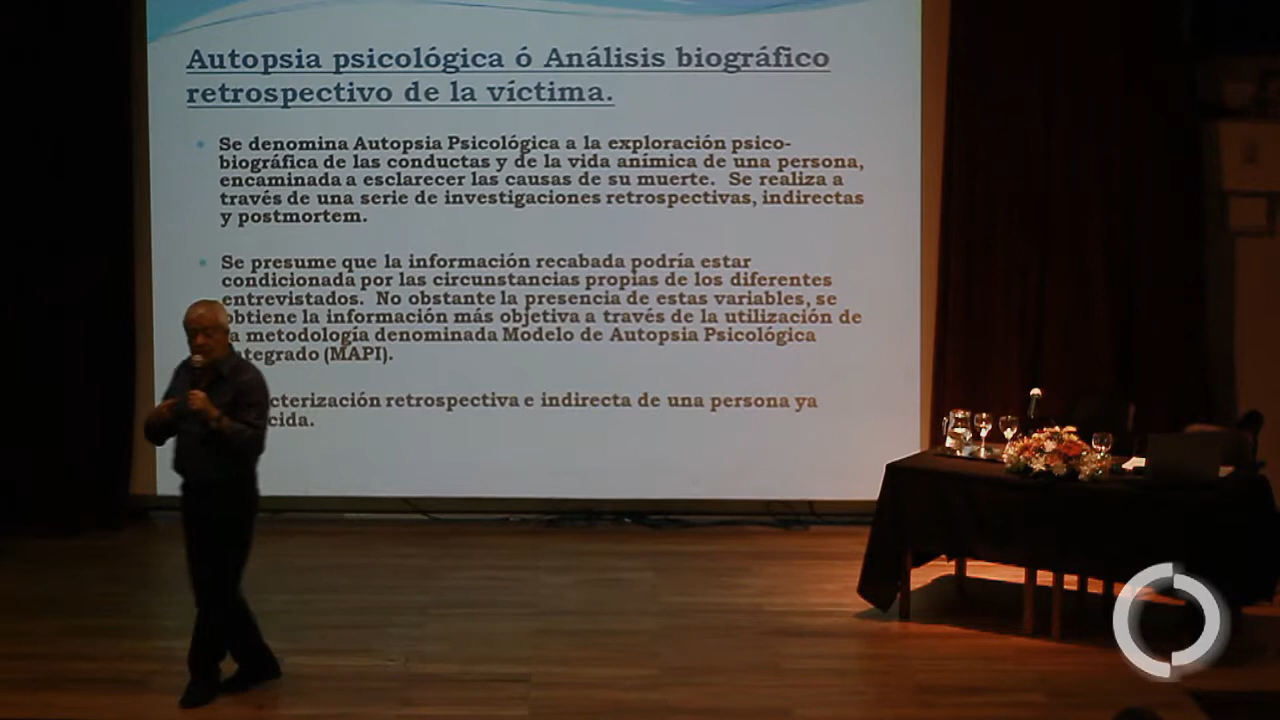 Autopsia psicológica ó Análisis biográfico
retrospectivo de la víctima.
Se denomina Autopsia Psicológica a la exploración psico-
biográfica de las conductas y de la vida anímica de una persona,
encaminada a esclarecer las causas de su muerte. Se realiza a
través de una serie de investigaciones retrospectivas, indirectas
y postmortem.
Se presume que la información recabada podría estar
condicionada por las circunstancias propias de los diferentes
entrevistados. No obstante la presencia de estas variables, se
obtiene la información más objetiva a través de la utilización de
a metodología denominada Modelo de Autopsia Psicológica
ntegrado (MAPI).
cterización retrospectiva e indirecta de una persona ya
cida.